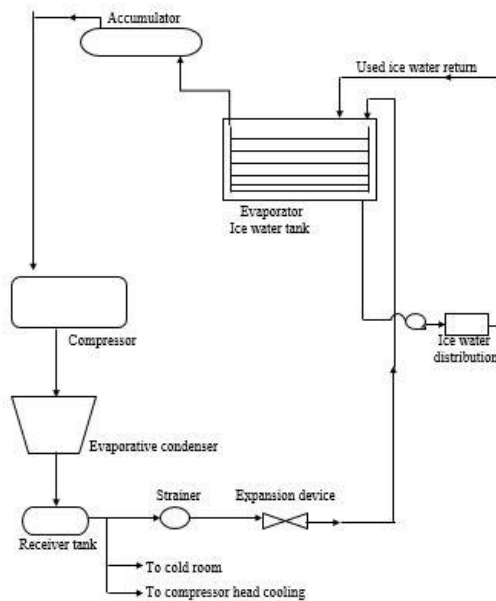 Accumulator
Used ice water return
Evaporator
Ice water tank
Compressor
Ice water
distribution
Evaporative condenser
Strainer
Expansion device
Receiver tank
To cold room
To compressor head cooling